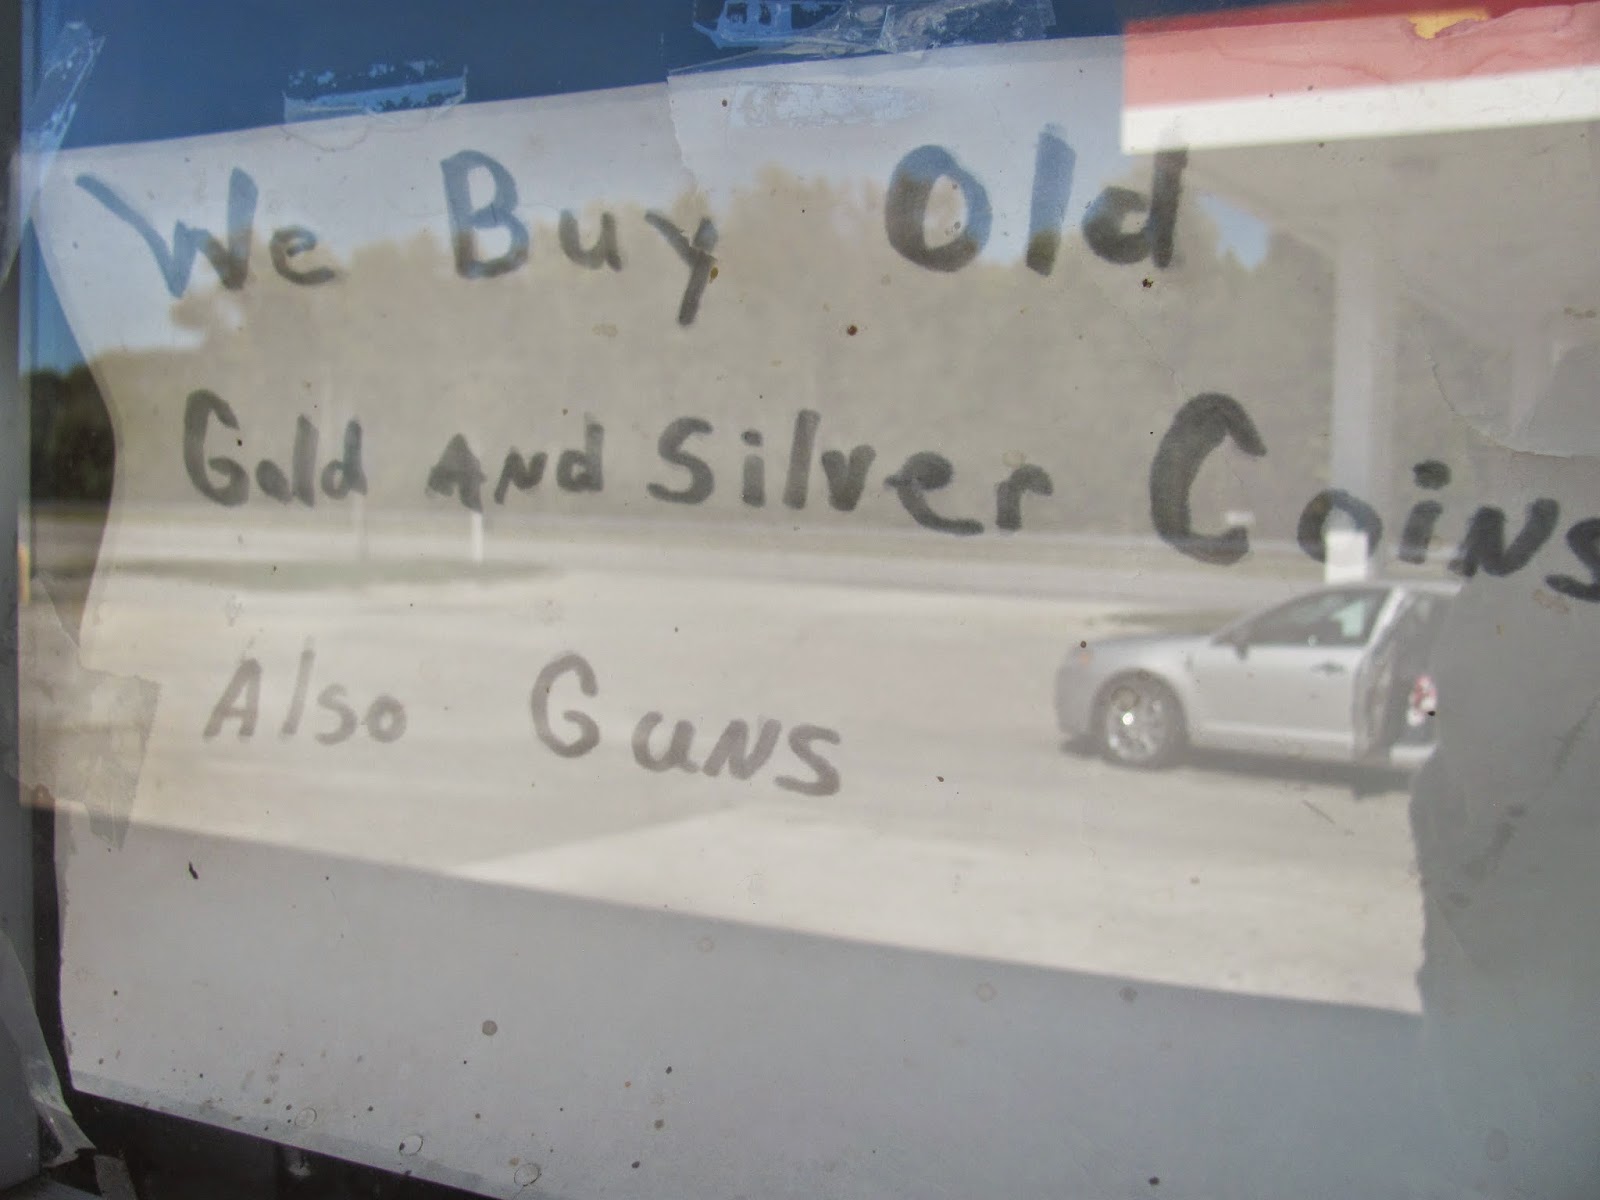 We Buy Old
Gold AND Silver CoiNs
Also GuNs